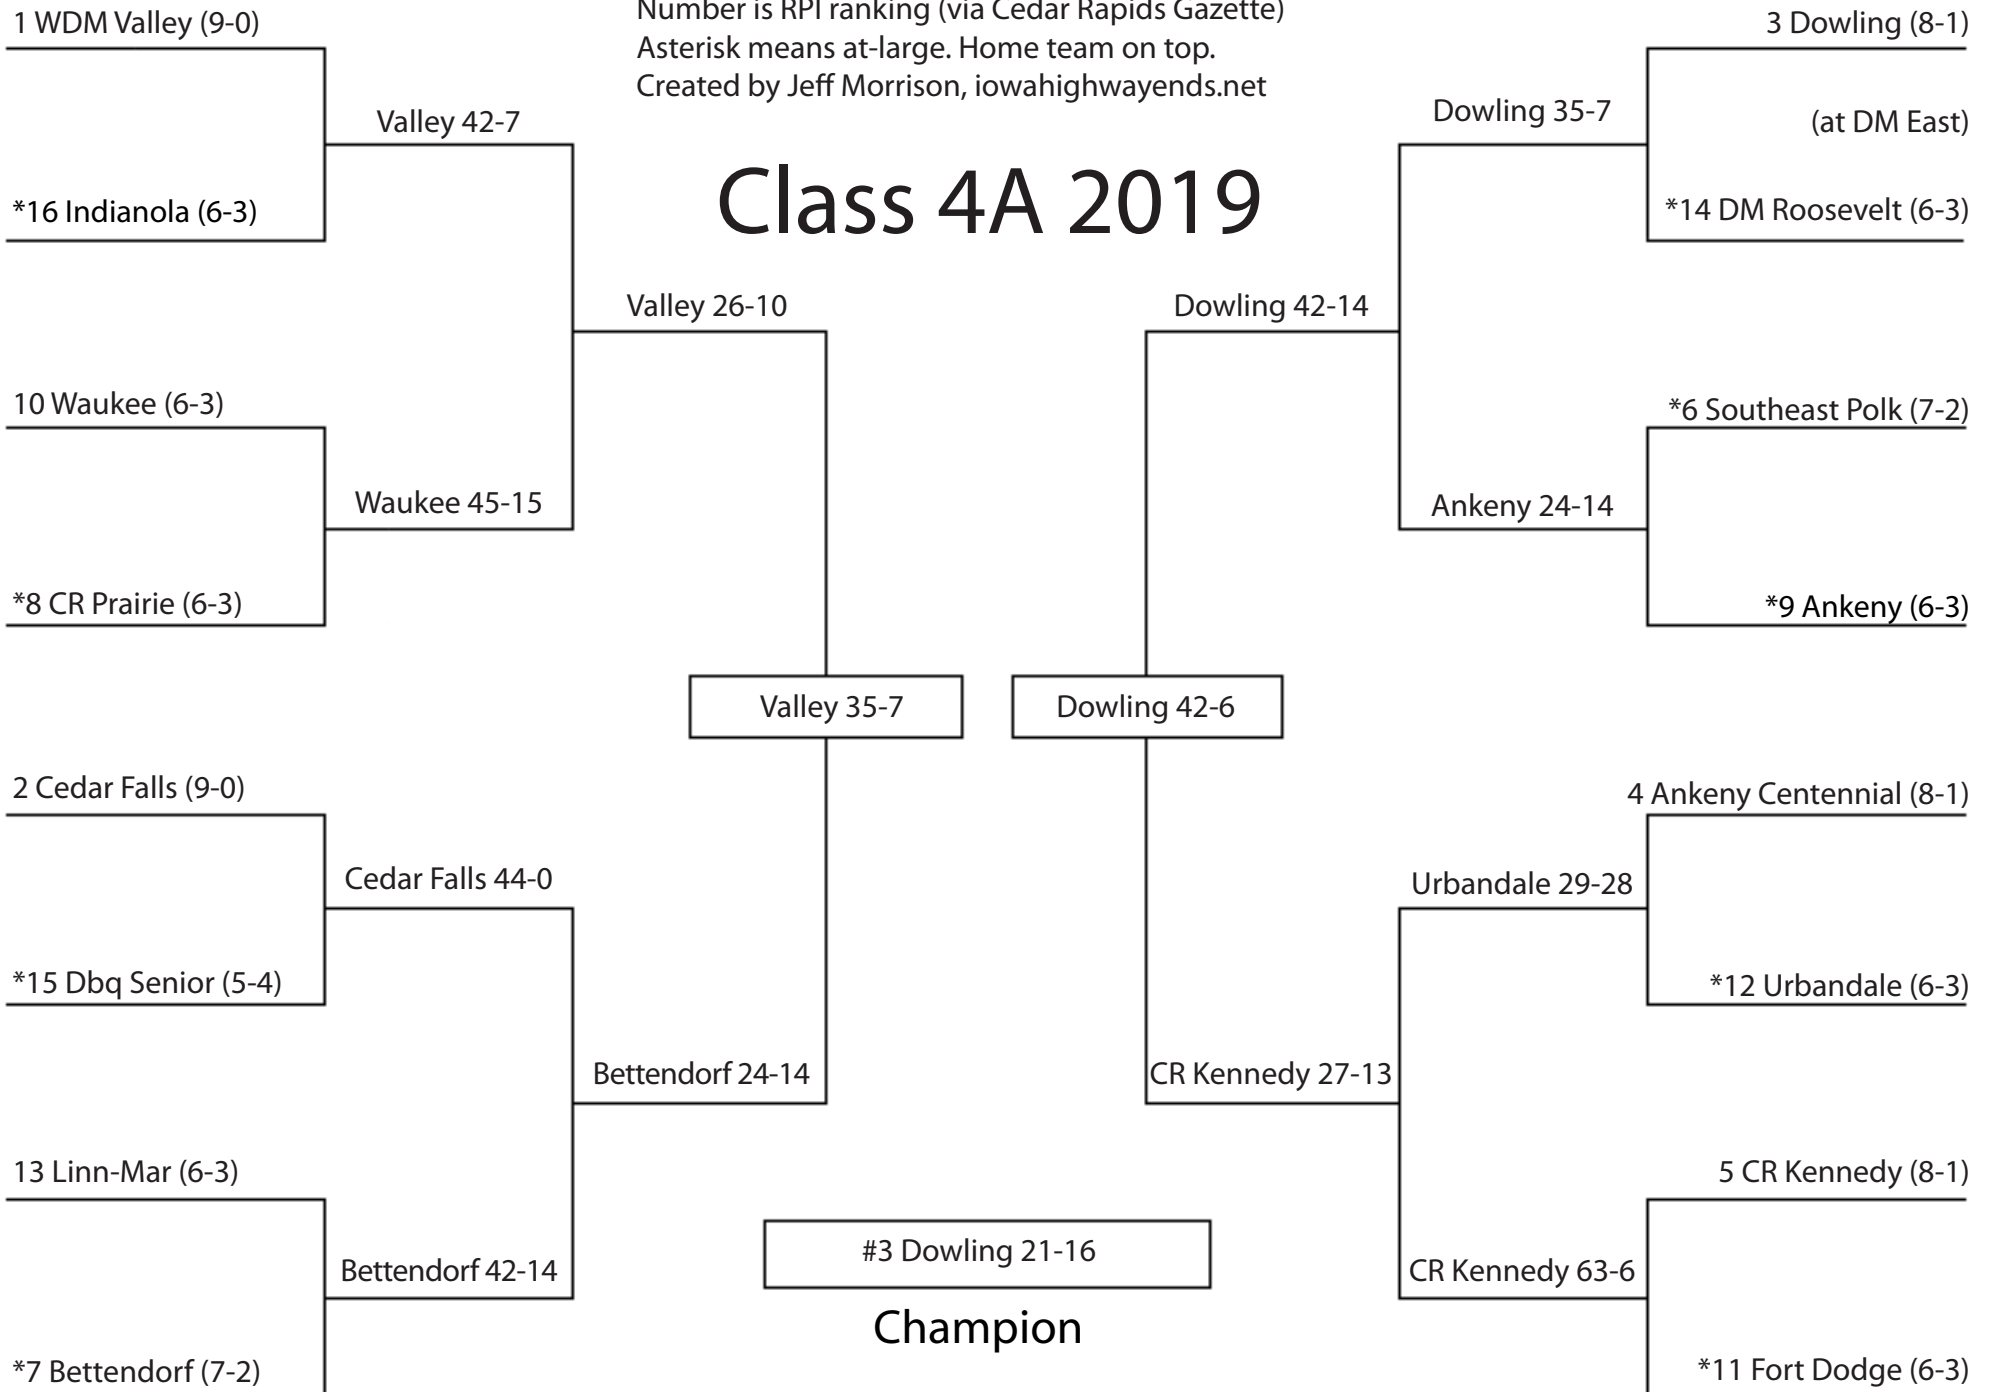 Number is RPI ranking (via Cedar Rapids Gazette)
Asterisk means at-large. Home team on top.
Created by Jeff Morrison, iowahighwayends.net
Class 4A 2019
1 WDM Valley (9-0)
Valley 42-7
*16 Indianola (6-3)
Valley 26-10
10 Waukee (6-3)
Waukee 45-15
*8 CR Prairie (6-3)
Valley 35-7
2 Cedar Falls (9-0)
Cedar Falls 44-0
*15 Dbq Senior (5-4)
Bettendorf 24-14
13 Linn-Mar (6-3)
Bettendorf 42-14
*7 Bettendorf (7-2)
3 Dowling (8-1)
Dowling 35-7
(at DM East)
*14 DM Roosevelt (6-3)
Dowling 42-14
*6 Southeast Polk (7-2)
Ankeny 24-14
*9 Ankeny (6-3)
Dowling 42-6
4 Ankeny Centennial (8-1)
Urbandale 29-28
*12 Urbandale (6-3)
CR Kennedy 27-13
5 CR Kennedy (8-1)
CR Kennedy 63-6
*11 Fort Dodge (6-3)
#3 Dowling 21-16
Champion